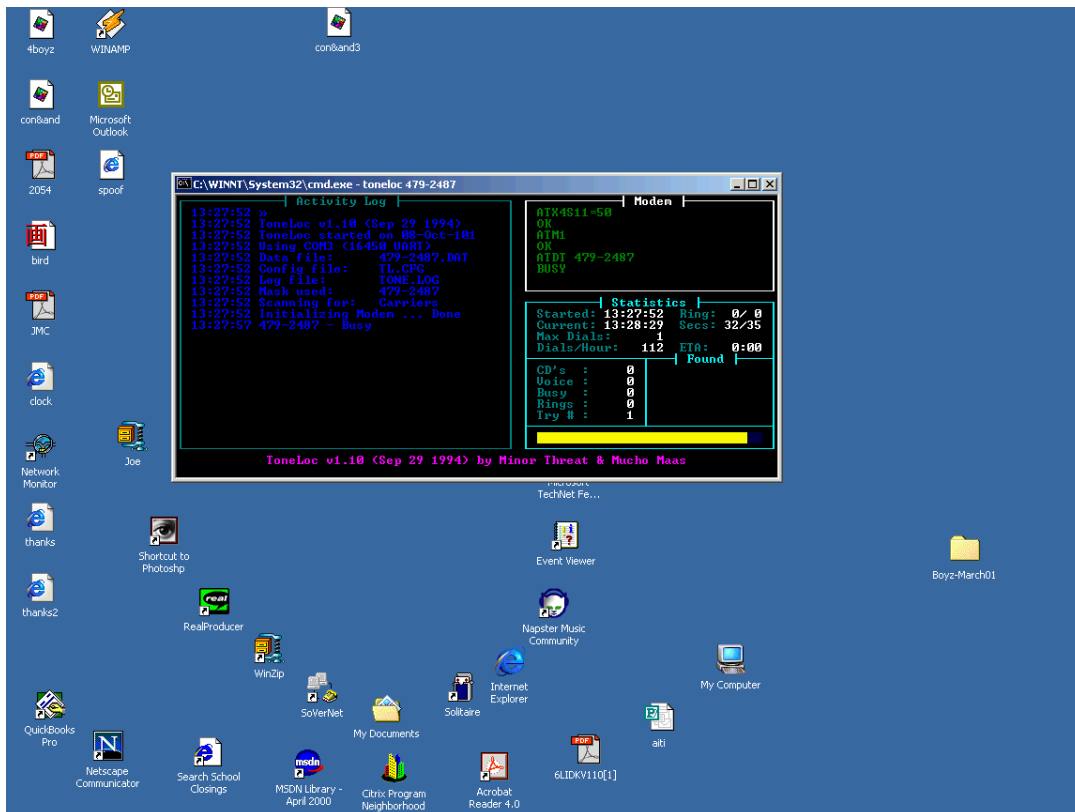 4boyz
WINAMP
con&and3
con&and
Microsoft
Outlook
2054
spoof
bird
JMC
clock
Joe
Network
Monitor
thanks
thanks2
C:\WINNT\System32\cmd.exe - toneloc 479-2487
Activity Log
13:27:52 »
13:27:52 ToneLoc v1.10 (Sep 29 1994)
13:27:52 ToneLoc started on 08-Oct-101
13:27:52 Using COM3 (16450 UART)
13:27:52 Data file: 479-2487.DAT
13:27:52 Config file: TL.CFG
13:27:52 Log file: TONE.LOG
13:27:52 Mask used: 479-2487
13:27:52 Scanning for: Carriers
13:27:52 Initializing Modem ... Done
13:27:57 479-2487 - Busy
Modem
ATX4S11=50
OK
ATM1
OK
ATDT 479-2487
BUSY
Statistics
Started: 13:27:52 Ring: 0/ 0
Current: 13:28:29 Secs: 32/35
Max Dials: 1
Dials/Hour: 112 ETA: 0:00
Found
CD's : 0
Voice : 0
Busy : 0
Rings : 0
Try # : 1
ToneLoc v1.10 (Sep 29 1994) by Minor Threat & Mucho Maas
Microsoft
TechNet Fe...
Shortcut to
Photoshp
Event Viewer
Boyz-March01
real
RealProducer
Napster Music
Community
WinZip
Internet
Explorer
My Computer
SoVerNet
Solitaire
My Documents
aiti
QuickBooks
Pro
Netscape
Communicator
Search School
Closings
msdn
MSDN Library -
April 2000
Citrix Program
Neighborhood
Acrobat
Reader 4.0
6LIDKV110[1]
PDF
PDF
PDF
画
N